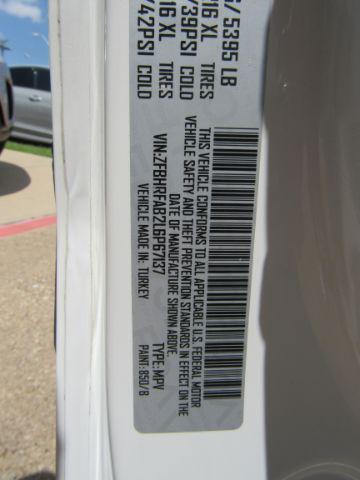 / 5395 LB
16 XL TIRES
/39PSI COLD
16 XL TIRES
/42PSI COLD
THIS VEHICLE CONFORMS TO ALL APPLICABLE U.S. FEDERAL MOTOR
VEHICLE SAFETY AND THEFT PREVENTION STANDARDS IN EFFECT ON THE
DATE OF MANUFACTURE SHOWN ABOVE.
VIN:ZFBHRFAB2L6P67137 TYPE:MPV
VEHICLE MADE IN: TURKEY PAINT:850/B